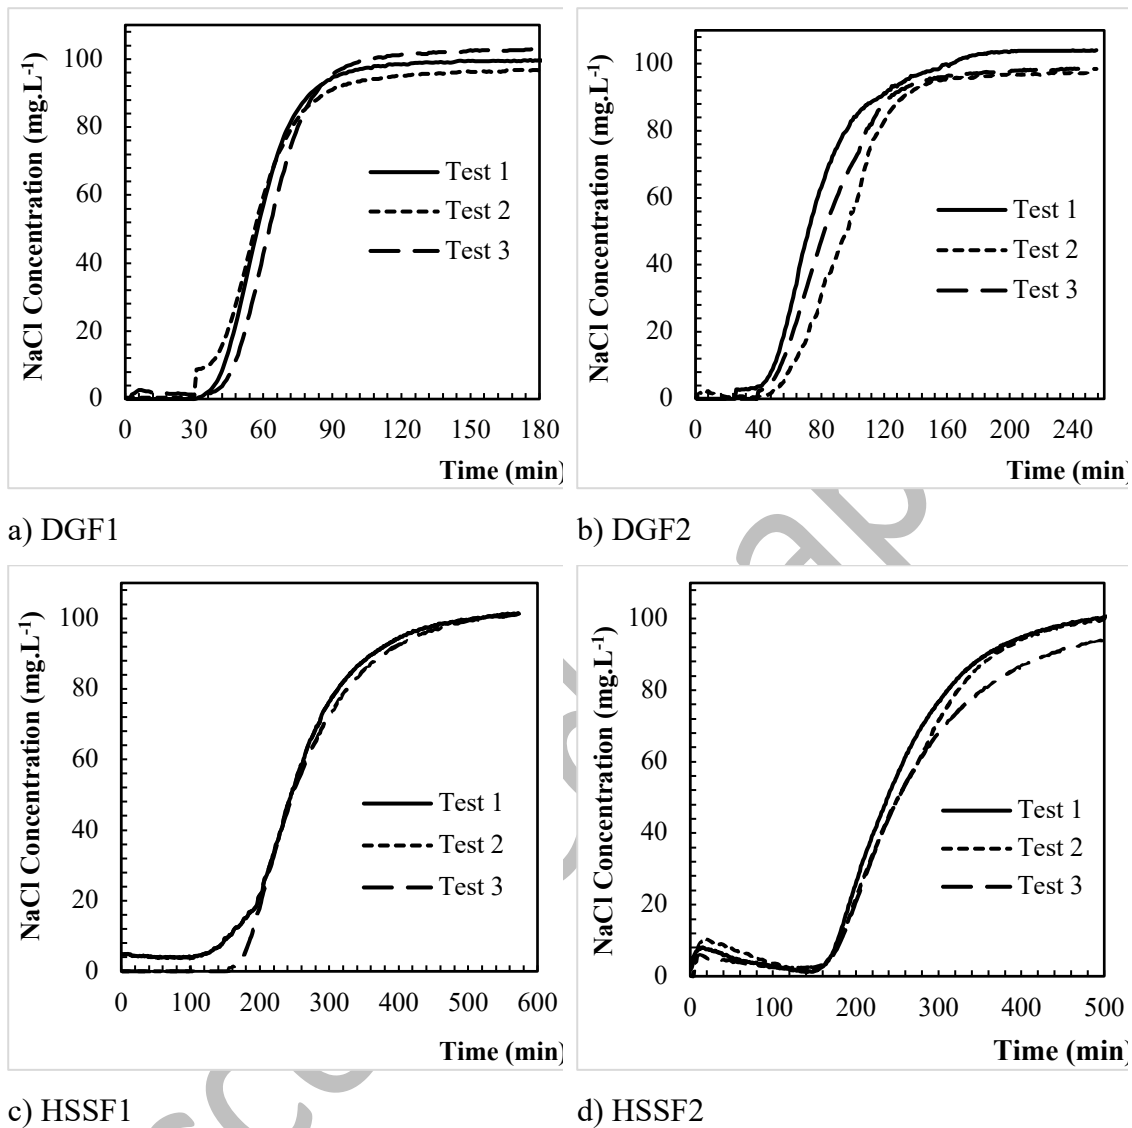 NaCl Concentration (mg.L-1)
100
80
60
40
20
0
Test 1
Test 2
Test 3
0 30 60 90 120 150 180
Time (min)
a) DGF1
NaCl Concentration (mg.L-1)
100
80
60
40
20
0
Test 1
Test 2
Test 3
0 40 80 120 160 200 240
Time (min)
b) DGF2
NaCl Concentration (mg.L-1)
100
80
60
40
20
0
Test 1
Test 2
Test 3
0 100 200 300 400 500 600
Time (min)
c) HSSF1
NaCl Concentration (mg.L-1)
100
80
60
40
20
0
Test 1
Test 2
Test 3
0 100 200 300 400 500
Time (min)
d) HSSF2